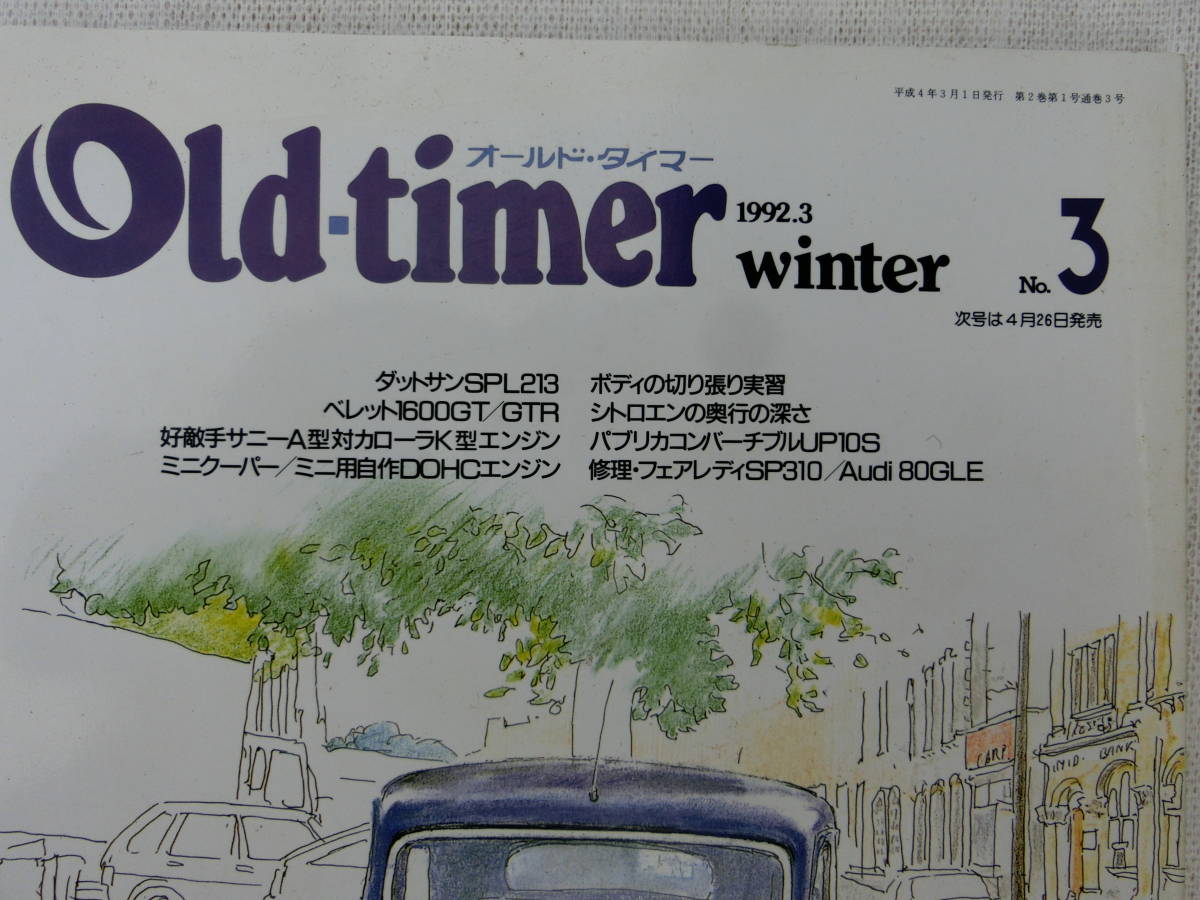 平成4年3月1日発行 第2巻第1号通巻3号
オールド・タイマー
Old-timer
1992.3
winter
No. 3
次号は4月26日発売
ダットサンSPL213
ベレット1600GT/GTR
好敵手サニーA型対カローラK型エンジン
ミニクーパー/ミニ用自作DOHCエンジン
ボディの切り張り実習
シトロエンの奥行の深さ
パブリカコンバーチブルUP10S
修理・フェアレディSP310/Audi 80GLE
CARP
MID. BANK